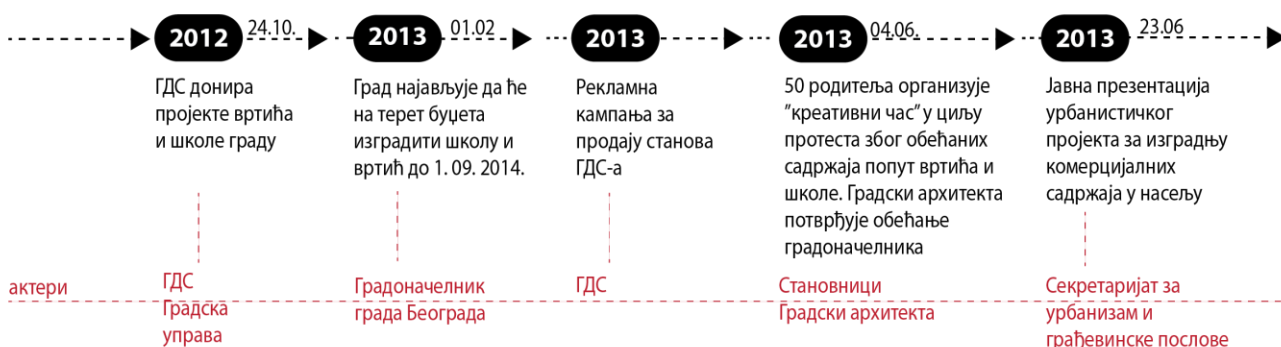 2012
24.10.
ГДС донира
пројекте вртића
и школе граду
2013
01.02
Град најављује да ће
на терет буџета
изградити школу и
вртић до 1. 09. 2014.
2013
Рекламна
кампања за
продају станова
ГДС-а
2013
04.06.
50 родитеља организује
"креативни час" у циљу
протеста због обећаних
садржаја попут вртића и
школе. Градски архитекта
потврђује обећање
градоначелника
2013
23.06
Јавна презентација
урбанистичког
пројекта за изградњу
комерцијалних
садржаја у насељу
актери
ГДС
Градска
управа
Градоначелник
града Београда
ГДС
Становници
Градски архитекта
Секретаријат за
урбанизам и
грађевинске послове